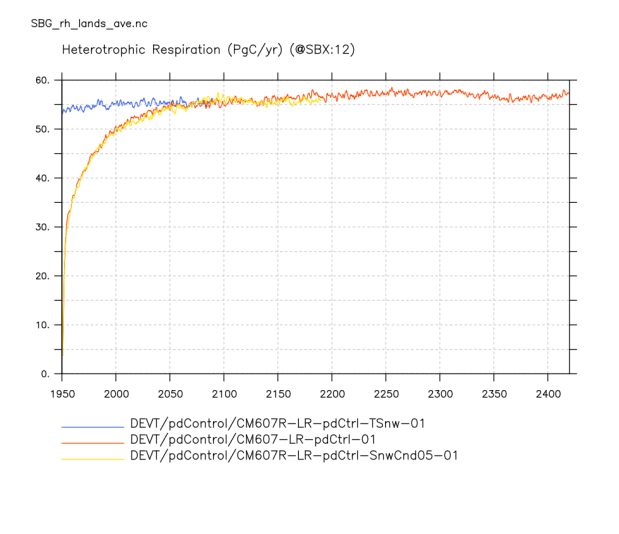 SBG_rh_lands_ave.nc
Heterotrophic Respiration (PgC/yr) (@SBX:12)
60.
50.
40.
30.
20.
10.
0.
1950 2000 2050 2100 2150 2200 2250 2300 2350 2400
DEVT/pdControl/CM607R-LR-pdCtrl-TSnw-01
DEVT/pdControl/CM607-LR-pdCtrl-01
DEVT/pdControl/CM607R-LR-pdCtrl-SnwCnd05-01